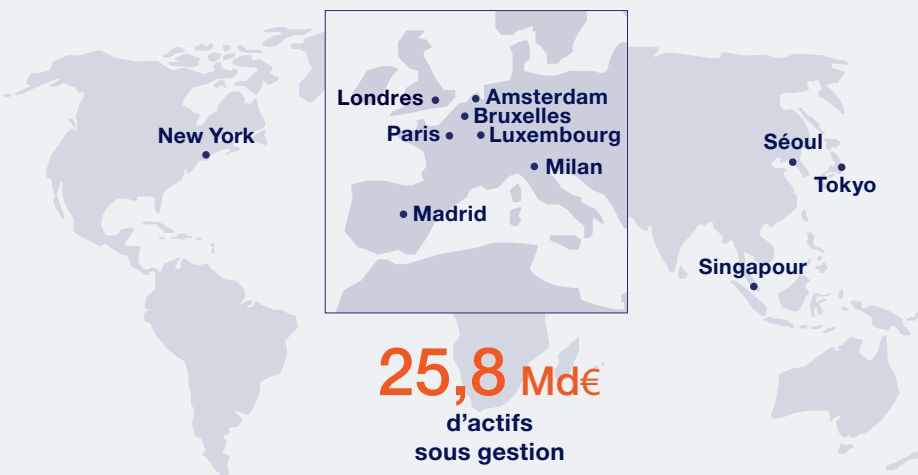 Londres
Amsterdam
Bruxelles
Paris
Luxembourg
New York
Milan
Séoul
Tokyo
Madrid
Singapour
25,8 Md€
d’actifs
sous gestion